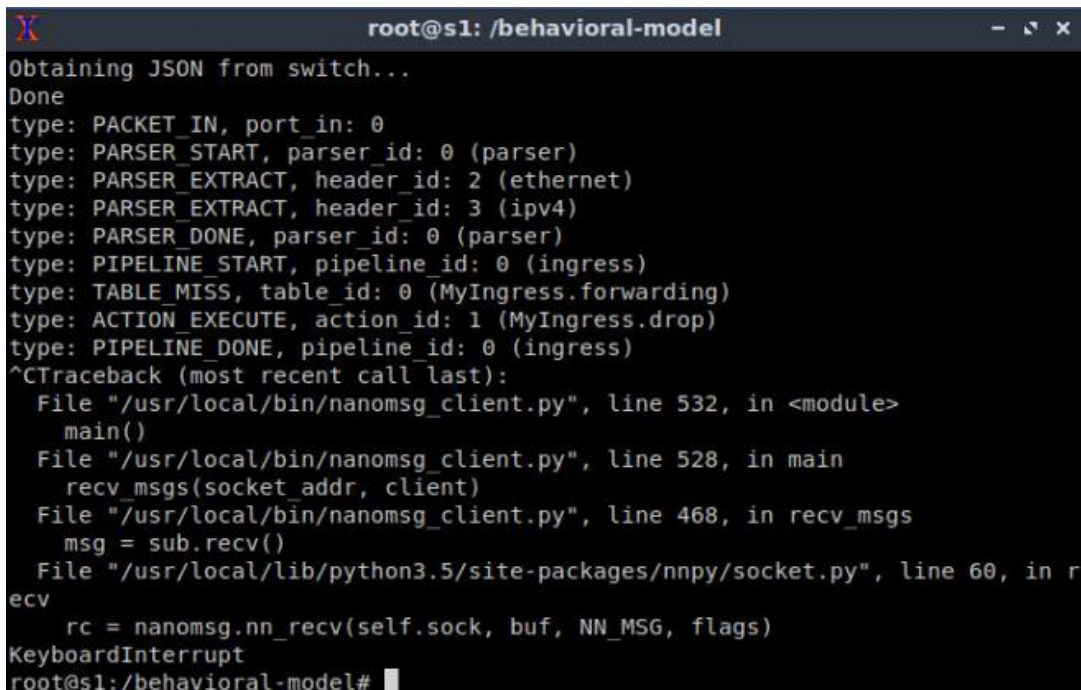 root@s1: /behavioral-model
Obtaining JSON from switch...
Done
type: PACKET_IN, port_in: 0
type: PARSER_START, parser_id: 0 (parser)
type: PARSER_EXTRACT, header_id: 2 (ethernet)
type: PARSER_EXTRACT, header_id: 3 (ipv4)
type: PARSER_DONE, parser_id: 0 (parser)
type: PIPELINE_START, pipeline_id: 0 (ingress)
type: TABLE_MISS, table_id: 0 (MyIngress.forwarding)
type: ACTION_EXECUTE, action_id: 1 (MyIngress.drop)
type: PIPELINE_DONE, pipeline_id: 0 (ingress)
^CTraceback (most recent call last):
  File "/usr/local/bin/nanomsg_client.py", line 532, in <module>
    main()
  File "/usr/local/bin/nanomsg_client.py", line 528, in main
    recv_msgs(socket_addr, client)
  File "/usr/local/bin/nanomsg_client.py", line 468, in recv_msgs
    msg = sub.recv()
  File "/usr/local/lib/python3.5/site-packages/nnpy/socket.py", line 60, in r
ecv
    rc = nanomsg.nn_recv(self.sock, buf, NN_MSG, flags)
KeyboardInterrupt
root@s1:/behavioral-model#